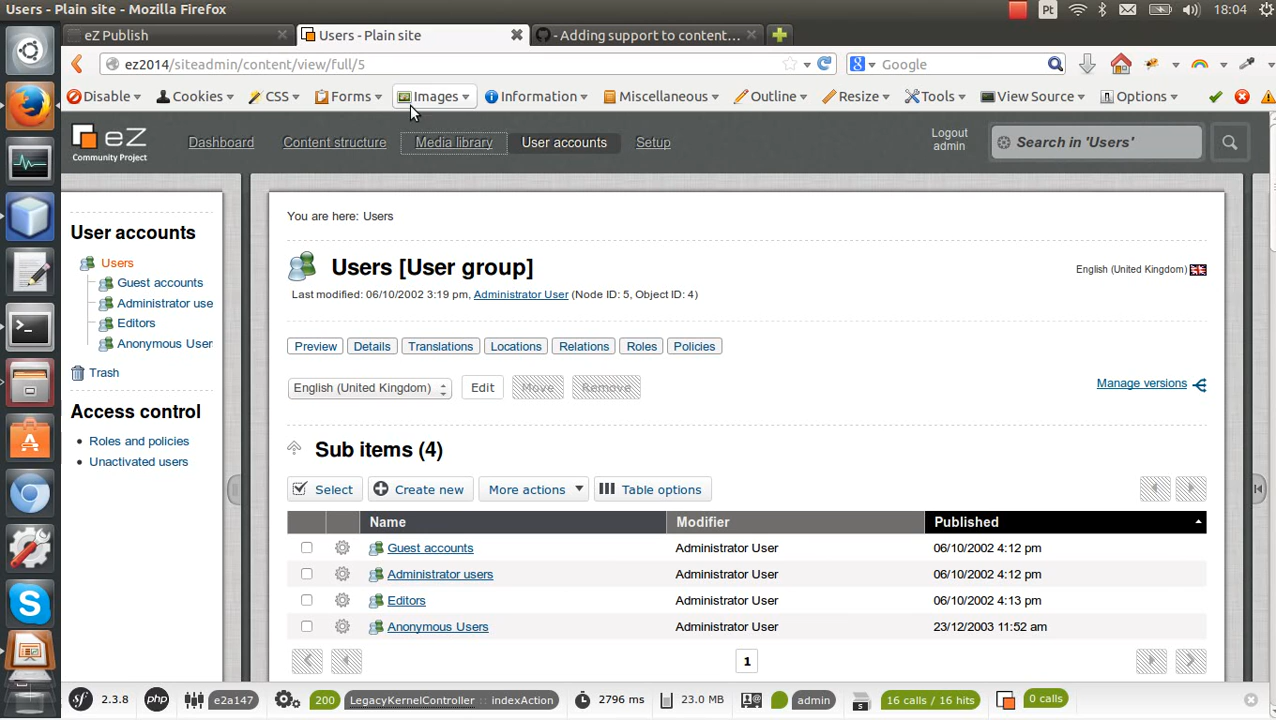 Users - Plain site - Mozilla Firefox
Pt 18:04
eZ Publish
Users - Plain site
- Adding support to content...
ez2014/siteadmin/content/view/full/5
Google
Disable Cookies CSS Forms Images Information Miscellaneous Outline Resize Tools View Source Options
eZ
Community Project
Dashboard Content structure Media library User accounts Setup
Logout
admin
Search in 'Users'
User accounts
Users
Guest accounts
Administrator use
Editors
Anonymous User
Trash
Access control
Roles and policies
Unactivated users
You are here: Users
Users [User group]
English (United Kingdom)
Last modified: 06/10/2002 3:19 pm, Administrator User (Node ID: 5, Object ID: 4)
Preview Details Translations Locations Relations Roles Policies
English (United Kingdom) Edit Move Remove
Manage versions
Sub items (4)
Select Create new More actions Table options
Name Modifier Published
Guest accounts Administrator User 06/10/2002 4:12 pm
Administrator users Administrator User 06/10/2002 4:12 pm
Editors Administrator User 06/10/2002 4:13 pm
Anonymous Users Administrator User 23/12/2003 11:52 am
1
sf 2.3.8 php e2a147 200 LegacyKernelController :: indexAction 2796 ms 23.0 MB admin 16 calls / 16 hits 0 calls